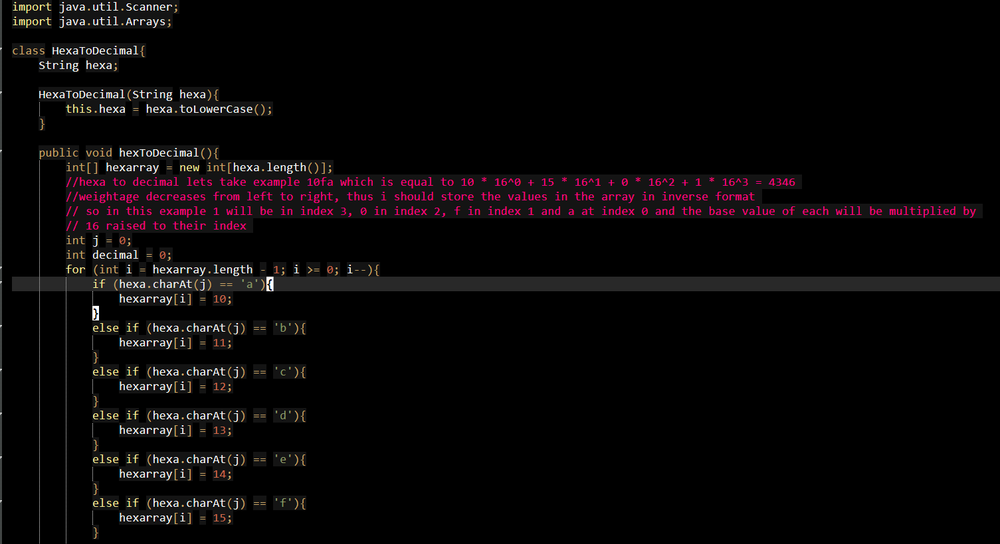 import java.util.Scanner;
import java.util.Arrays;
class HexaToDecimal{
String hexa;
HexaToDecimal(String hexa){
this.hexa = hexa.toLowerCase();
}
public void hexToDecimal(){
int[] hexarray = new int[hexa.length()];
//hexa to decimal lets take example 10fa which is equal to 10 * 16^0 + 15 * 16^1 + 0 * 16^2 + 1 * 16^3 = 4346
//weightage decreases from left to right, thus i should store the values in the array in inverse format
// so in this example 1 will be in index 3, 0 in index 2, f in index 1 and a at index 0 and the base value of each will be multiplied by
// 16 raised to their index
int j = 0;
int decimal = 0;
for (int i = hexarray.length - 1; i >= 0; i--){
if (hexa.charAt(j) == 'a'){
hexarray[i] = 10;
}
else if (hexa.charAt(j) == 'b'){
hexarray[i] = 11;
}
else if (hexa.charAt(j) == 'c'){
hexarray[i] = 12;
}
else if (hexa.charAt(j) == 'd'){
hexarray[i] = 13;
}
else if (hexa.charAt(j) == 'e'){
hexarray[i] = 14;
}
else if (hexa.charAt(j) == 'f'){
hexarray[i] = 15;
}